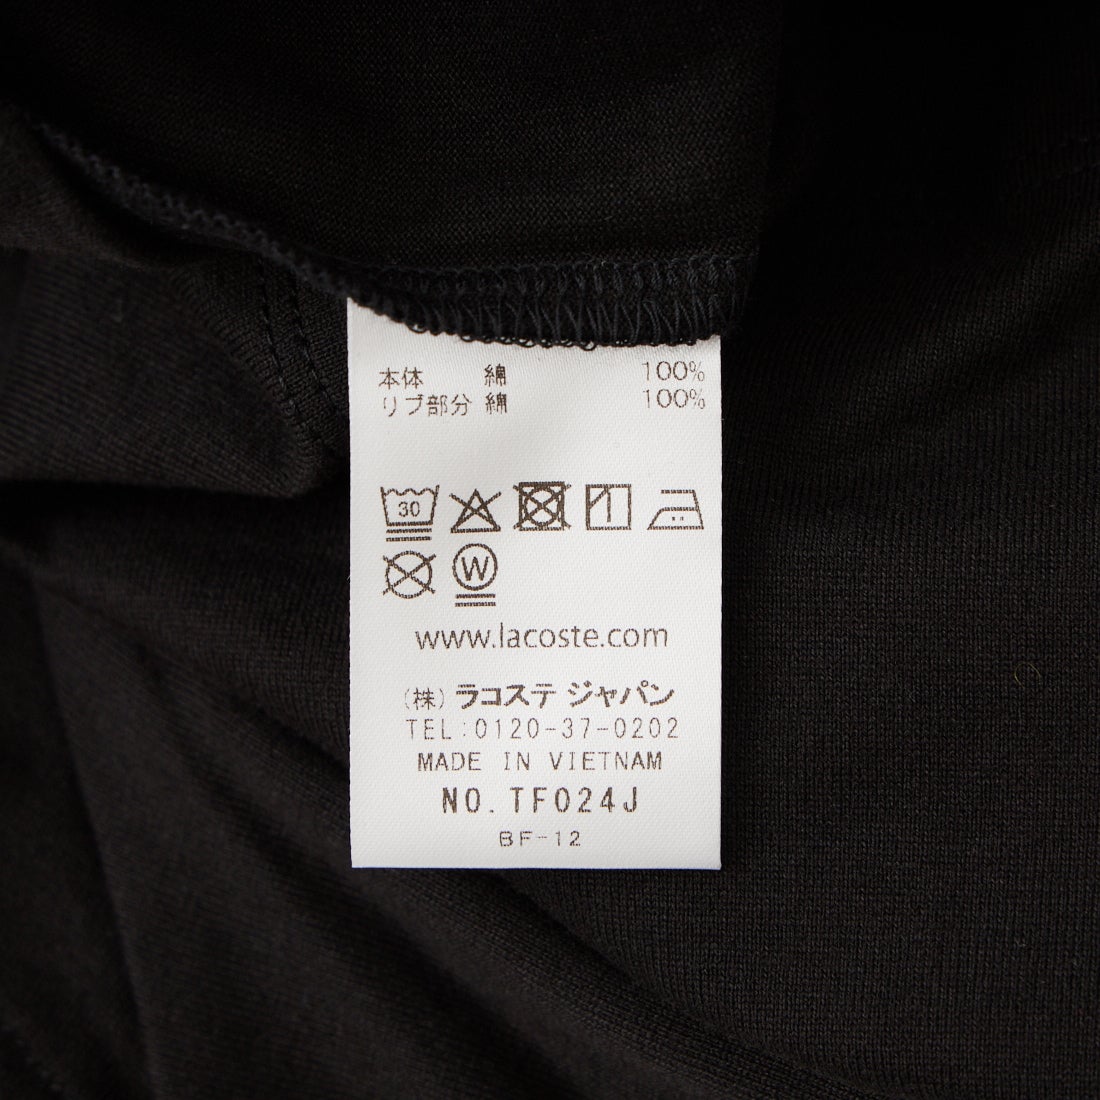 本体 綿 100%
リブ部分 綿 100%
30
W
www.lacoste.com
(株) ラコステ ジャパン
TEL:0120-37-0202
MADE IN VIETNAM
NO.TF024J
BF-12